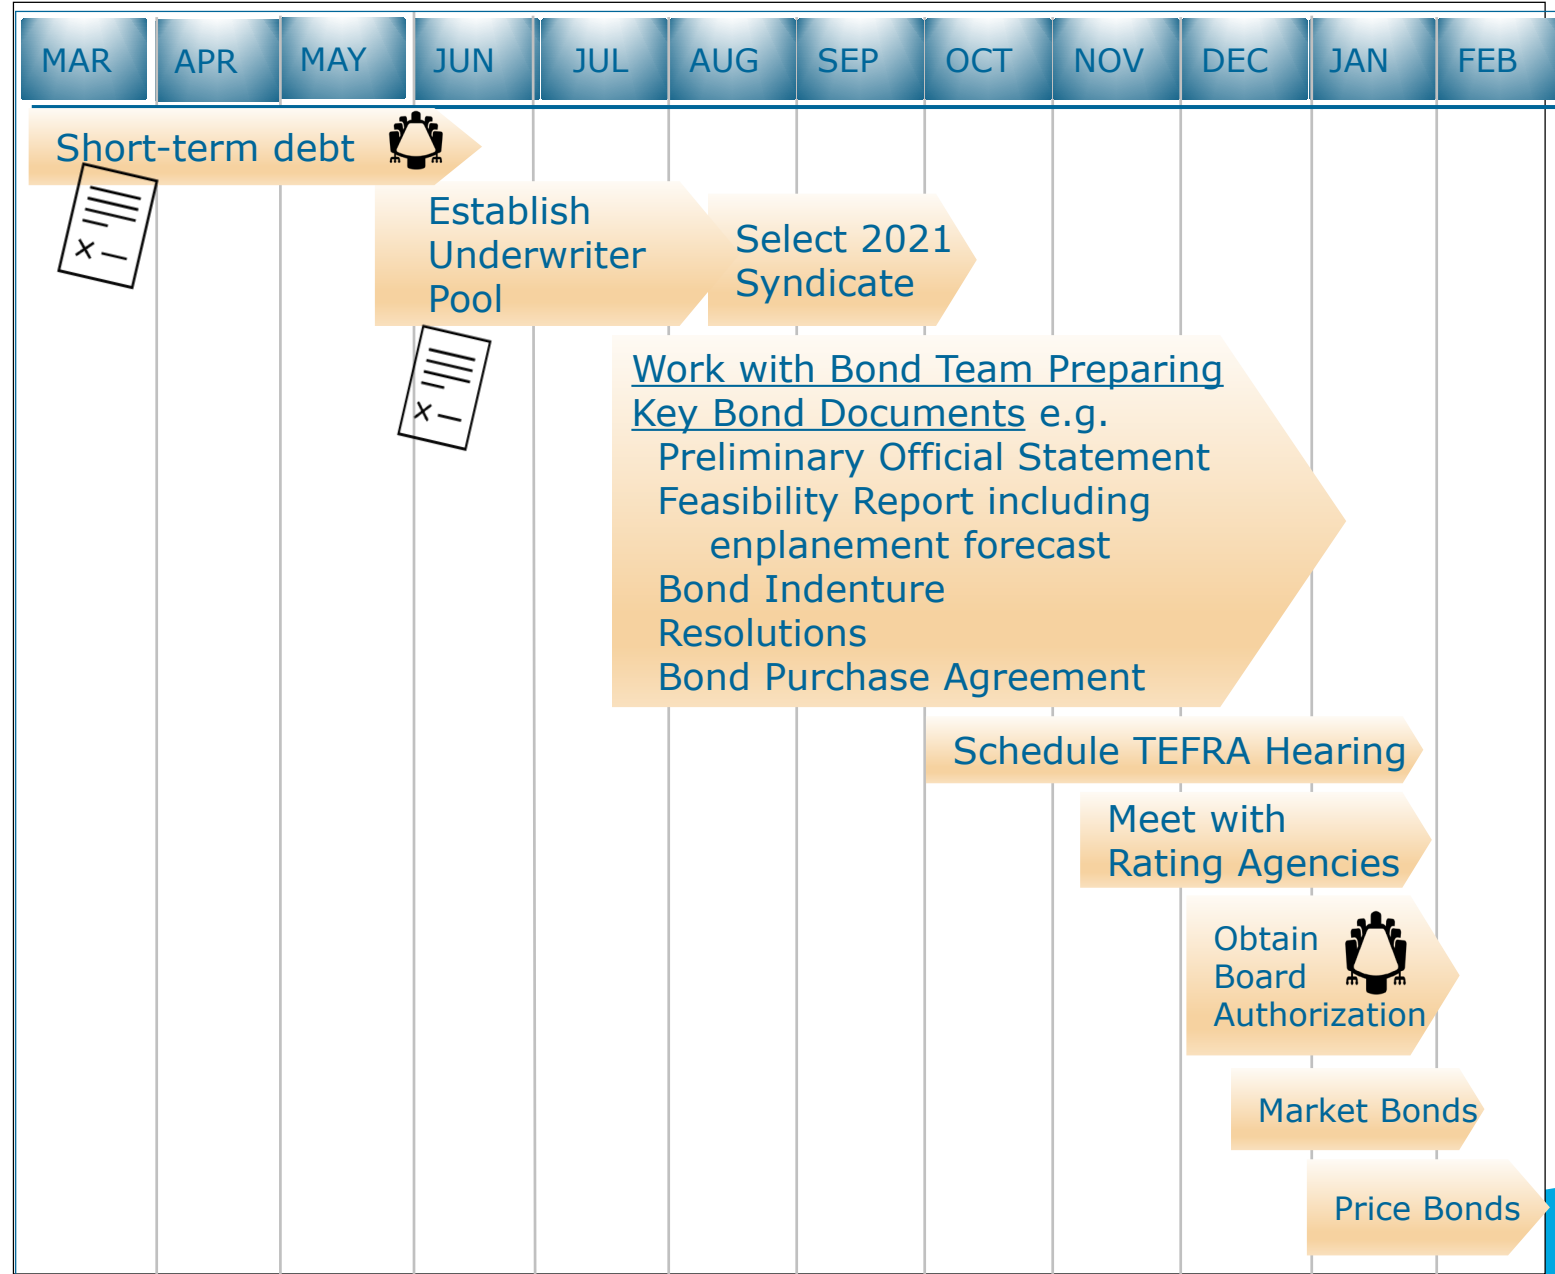 MAR APR MAY JUN JUL AUG SEP OCT NOV DEC JAN FEB
Short-term debt
Establish
Underwriter
Pool
Select 2021
Syndicate
Work with Bond Team Preparing
Key Bond Documents e.g.
Preliminary Official Statement
Feasibility Report including
enplanement forecast
Bond Indenture
Resolutions
Bond Purchase Agreement
Schedule TEFRA Hearing
Meet with
Rating Agencies
Obtain
Board
Authorization
Market Bonds
Price Bonds